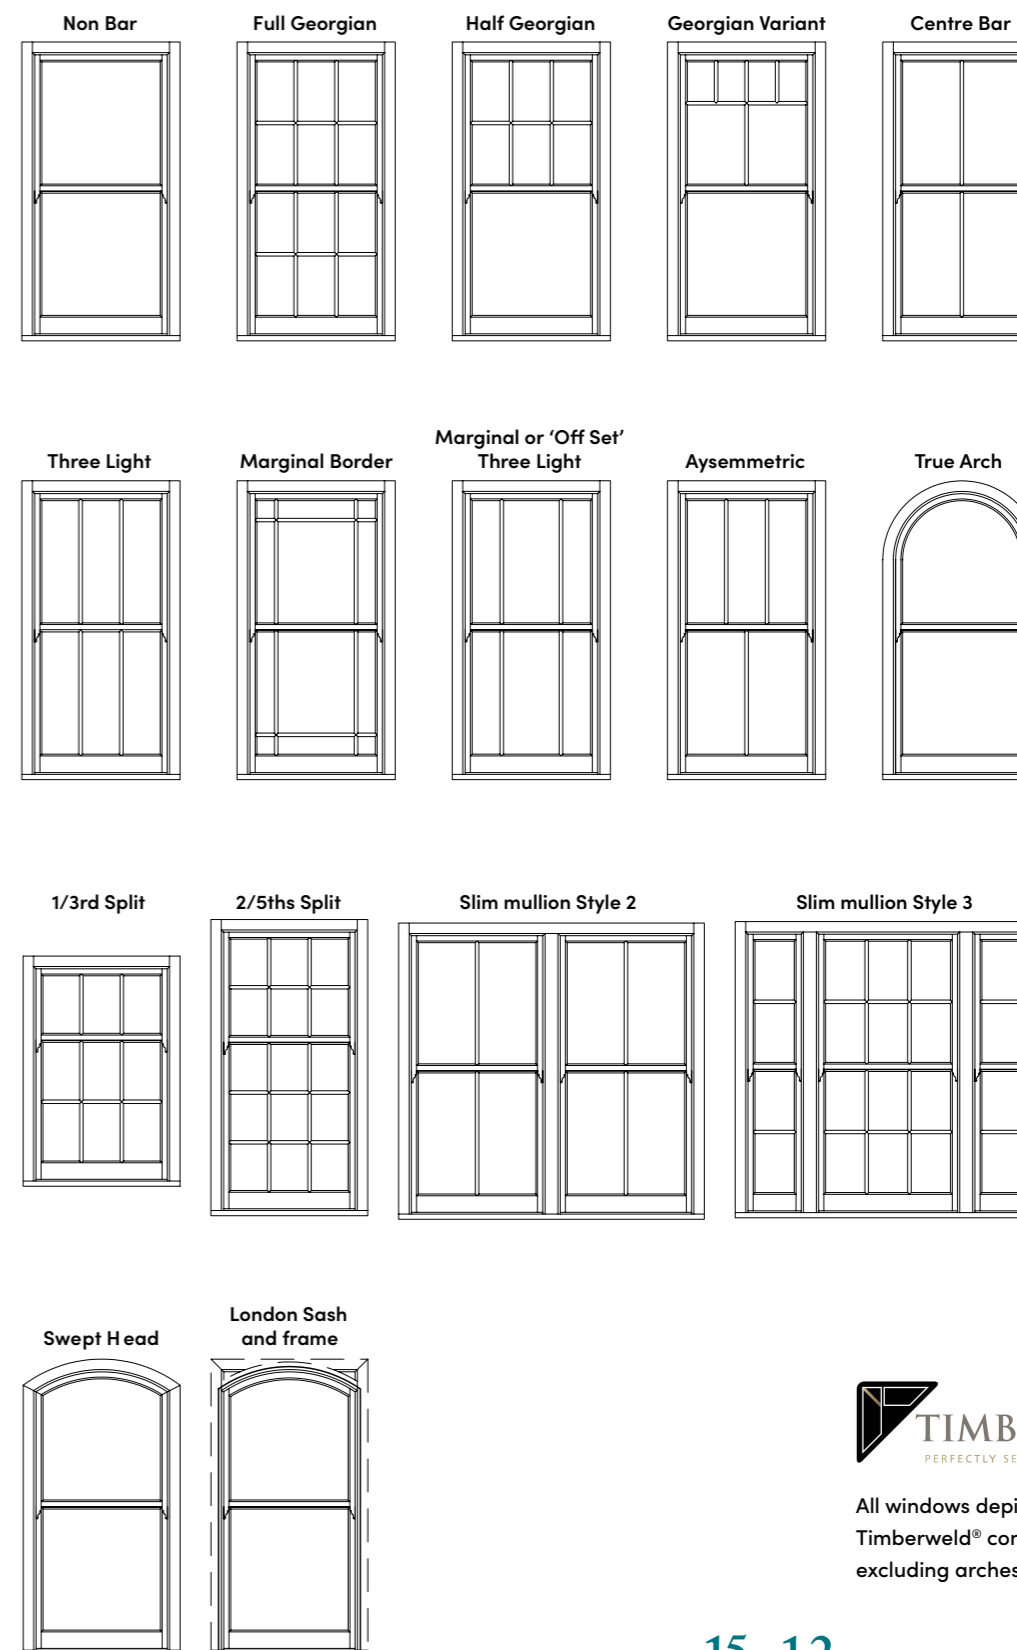 Non Bar
Full Georgian
Half Georgian
Georgian Variant
Centre Bar
Three Light
Marginal Border
Marginal or ‘Off Set’
Three Light
Aysemmetric
True Arch
1/3rd Split
2/5ths Split
Slim mullion Style 2
Slim mullion Style 3
Swept Head
London Sash
and frame
TIMB
PERFECTLY SE
All windows depi
Timberweld® con
excluding arches